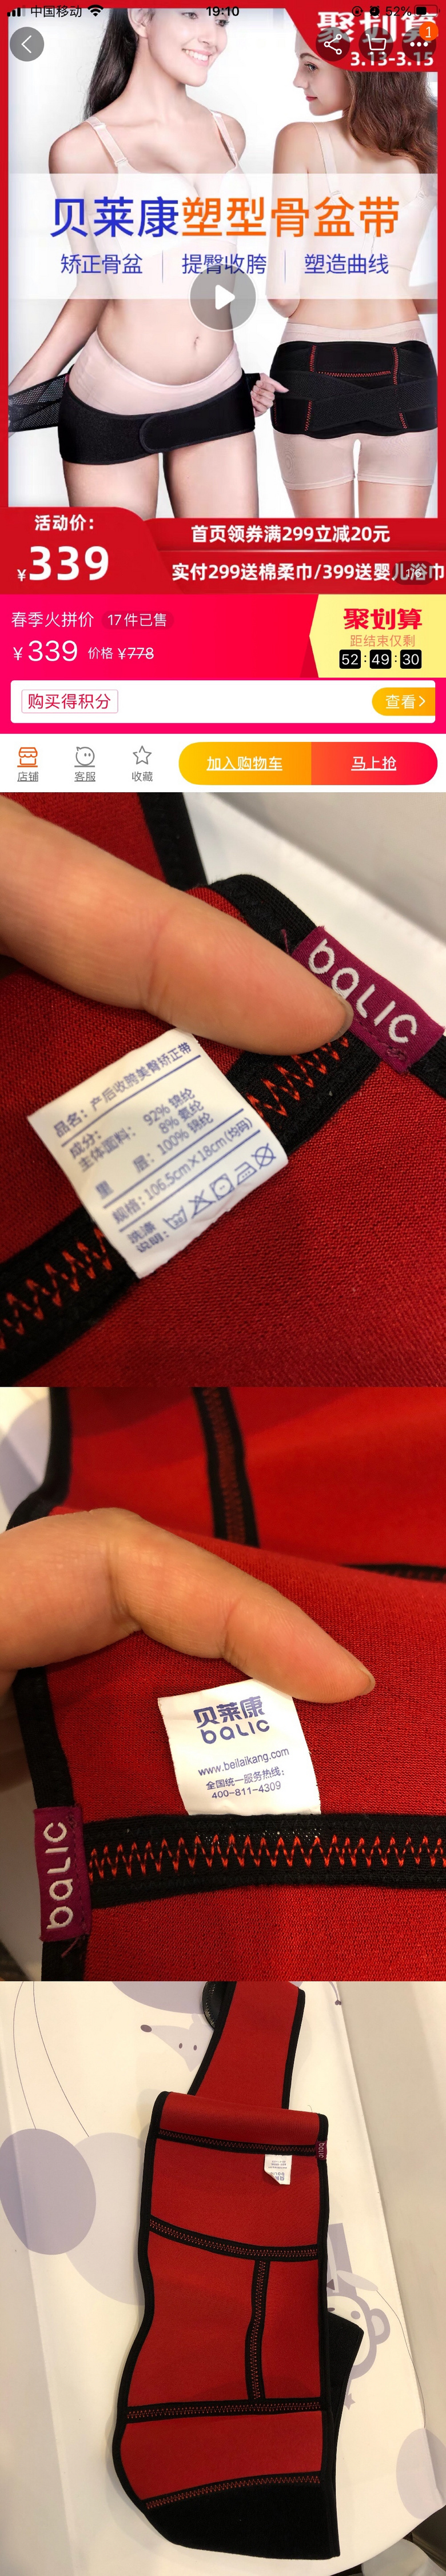 中国移动
19:10
52%
聚划算
3.13-3.15
1
贝莱康塑型骨盆带
矫正骨盆
提臀收胯
塑造曲线
活动价：
¥339
首页领券满299立减20元
实付299送棉柔巾/399送婴儿浴巾
春季火拼价
17件已售
¥339
价格 ¥778
聚划算
距结束仅剩
52:49:30
购买得积分
查看
店铺
客服
收藏
加入购物车
马上抢
baLIC
品名：产后收胯美臀矫正带
成分：
主体面料：
92% 锦纶
8% 氨纶
里 层：100% 锦纶
规格：106.5cm×18cm(均码)
洗涤
说明：
贝莱康
baLIC
www.bellaikang.com
全国统一服务热线：
400-811-4309
baLIC
baLIC